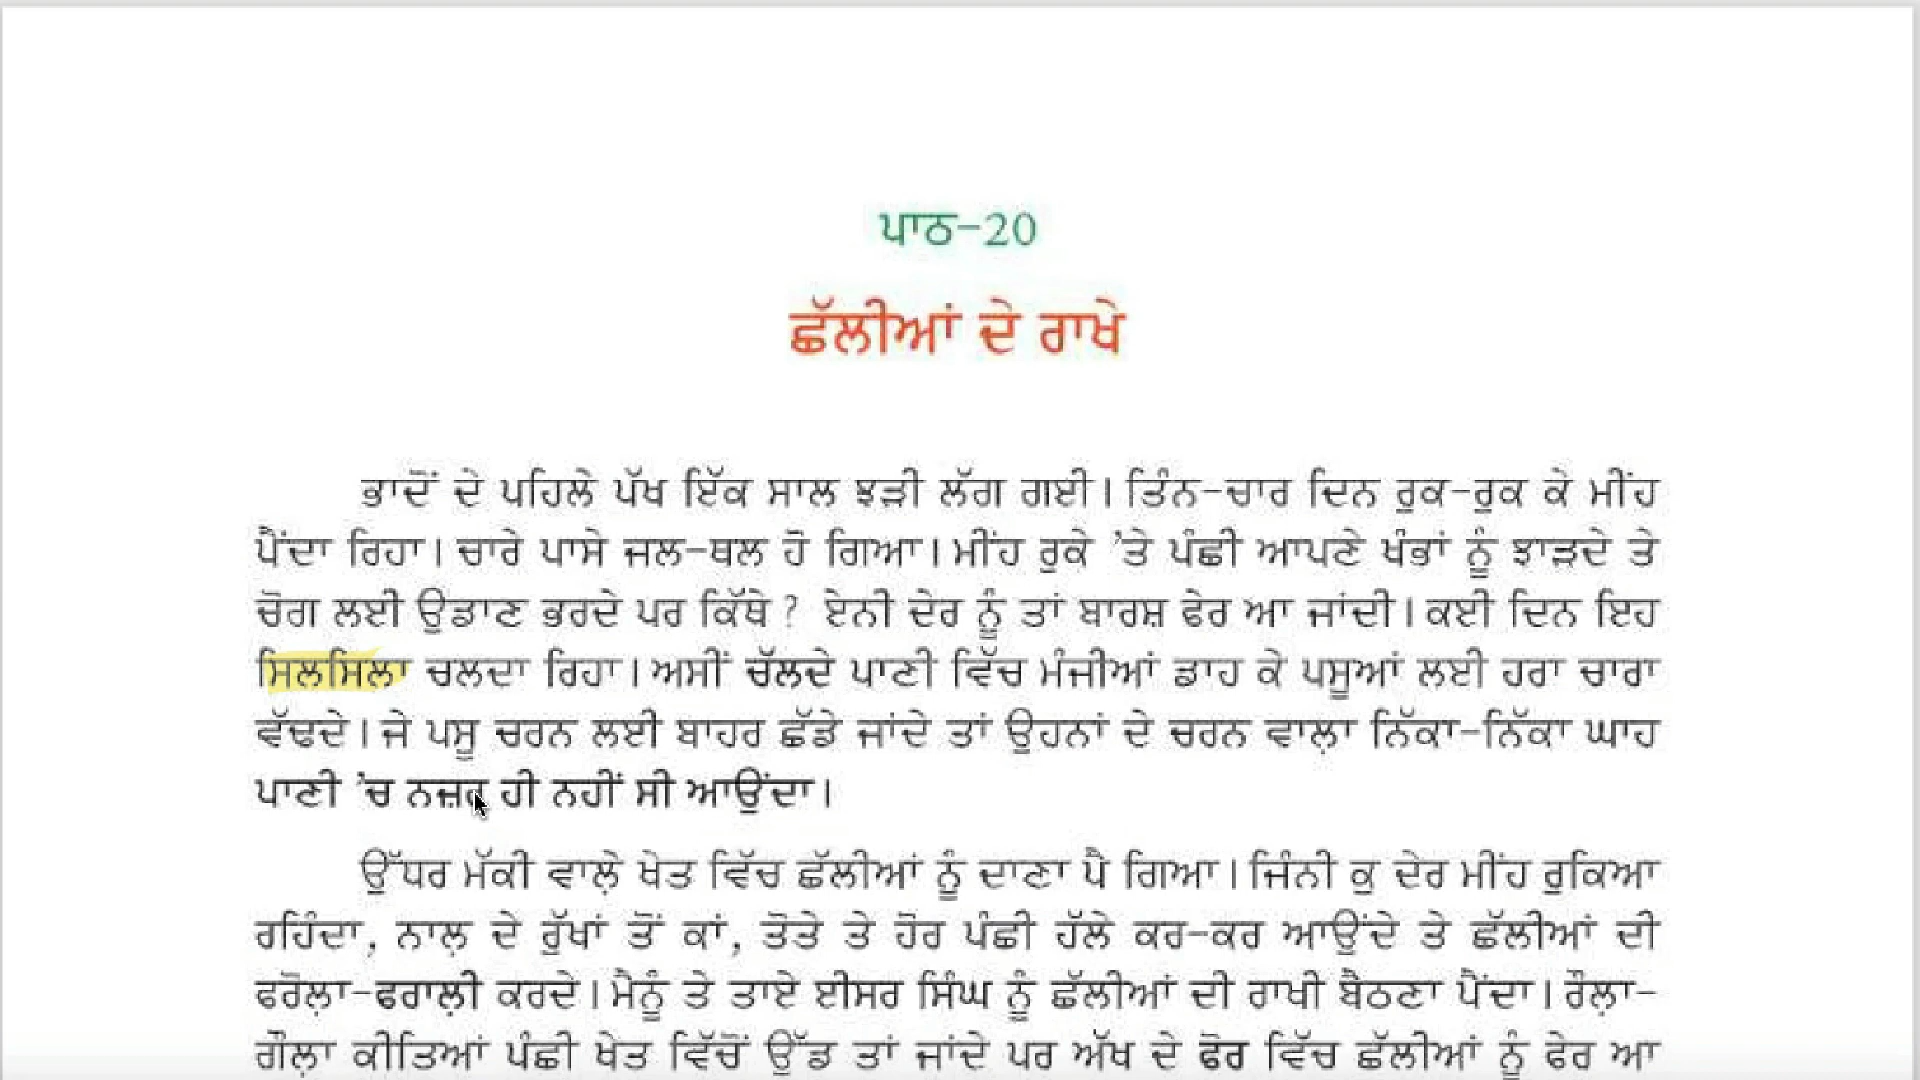 ਪਾਠ-20
ਛੱਲੀਆਂ ਦੇ ਰਾਖੇ
ਭਾਦੋਂ ਦੇ ਪਹਿਲੇ ਪੱਖ ਇੱਕ ਸਾਲ ਝੜੀ ਲੱਗ ਗਈ। ਤਿੰਨ-ਚਾਰ ਦਿਨ ਰੁਕ-ਰੁਕ ਕੇ ਮੀਂਹ
ਪੈਂਦਾ ਰਿਹਾ। ਚਾਰੇ ਪਾਸੇ ਜਲ-ਥਲ ਹੋ ਗਿਆ। ਮੀਂਹ ਰੁਕੇ ’ਤੇ ਪੰਛੀ ਆਪਣੇ ਖੰਭਾਂ ਨੂੰ ਝਾੜਦੇ ਤੇ
ਚੋਗ ਲਈ ਉਡਾਣ ਭਰਦੇ ਪਰ ਕਿੱਥੇ ? ਏਨੀ ਦੇਰ ਨੂੰ ਤਾਂ ਬਾਰਸ਼ ਫੇਰ ਆ ਜਾਂਦੀ। ਕਈ ਦਿਨ ਇਹ
ਸਿਲਸਿਲਾ ਚਲਦਾ ਰਿਹਾ। ਅਸੀਂ ਚੱਲਦੇ ਪਾਣੀ ਵਿੱਚ ਮੰਜੀਆਂ ਡਾਹ ਕੇ ਪਸੂਆਂ ਲਈ ਹਰਾ ਚਾਰਾ
ਵੱਢਦੇ। ਜੇ ਪਸੂ ਚਰਨ ਲਈ ਬਾਹਰ ਛੱਡੇ ਜਾਂਦੇ ਤਾਂ ਉਹਨਾਂ ਦੇ ਚਰਨ ਵਾਲ਼ਾ ਨਿੱਕਾ-ਨਿੱਕਾ ਘਾਹ
ਪਾਣੀ ’ਚ ਨਜ਼ਰ ਹੀ ਨਹੀਂ ਸੀ ਆਉਂਦਾ।
ਉੱਧਰ ਮੱਕੀ ਵਾਲ਼ੇ ਖੇਤ ਵਿੱਚ ਛੱਲੀਆਂ ਨੂੰ ਦਾਣਾ ਪੈ ਗਿਆ। ਜਿੰਨੀ ਕੁ ਦੇਰ ਮੀਂਹ ਰੁਕਿਆ
ਰਹਿੰਦਾ, ਨਾਲ਼ ਦੇ ਰੁੱਖਾਂ ਤੋਂ ਕਾਂ, ਤੋਤੇ ਤੇ ਹੋਰ ਪੰਛੀ ਹੱਲੇ ਕਰ-ਕਰ ਆਉਂਦੇ ਤੇ ਛੱਲੀਆਂ ਦੀ
ਫਰੋਲ਼ਾ-ਫਰਾਲ਼ੀ ਕਰਦੇ। ਮੈਨੂੰ ਤੇ ਤਾਏ ਈਸਰ ਸਿੰਘ ਨੂੰ ਛੱਲੀਆਂ ਦੀ ਰਾਖੀ ਬੈਠਣਾ ਪੈਂਦਾ। ਰੌਲ਼ਾ-
ਗੌਲ਼ਾ ਕੀਤਿਆਂ ਪੰਛੀ ਖੇਤ ਵਿੱਚੋਂ ਉੱਡ ਤਾਂ ਜਾਂਦੇ ਪਰ ਅੱਖ ਦੇ ਫੋਰ ਵਿੱਚ ਛੱਲੀਆਂ ਨੂੰ ਫੇਰ ਆ